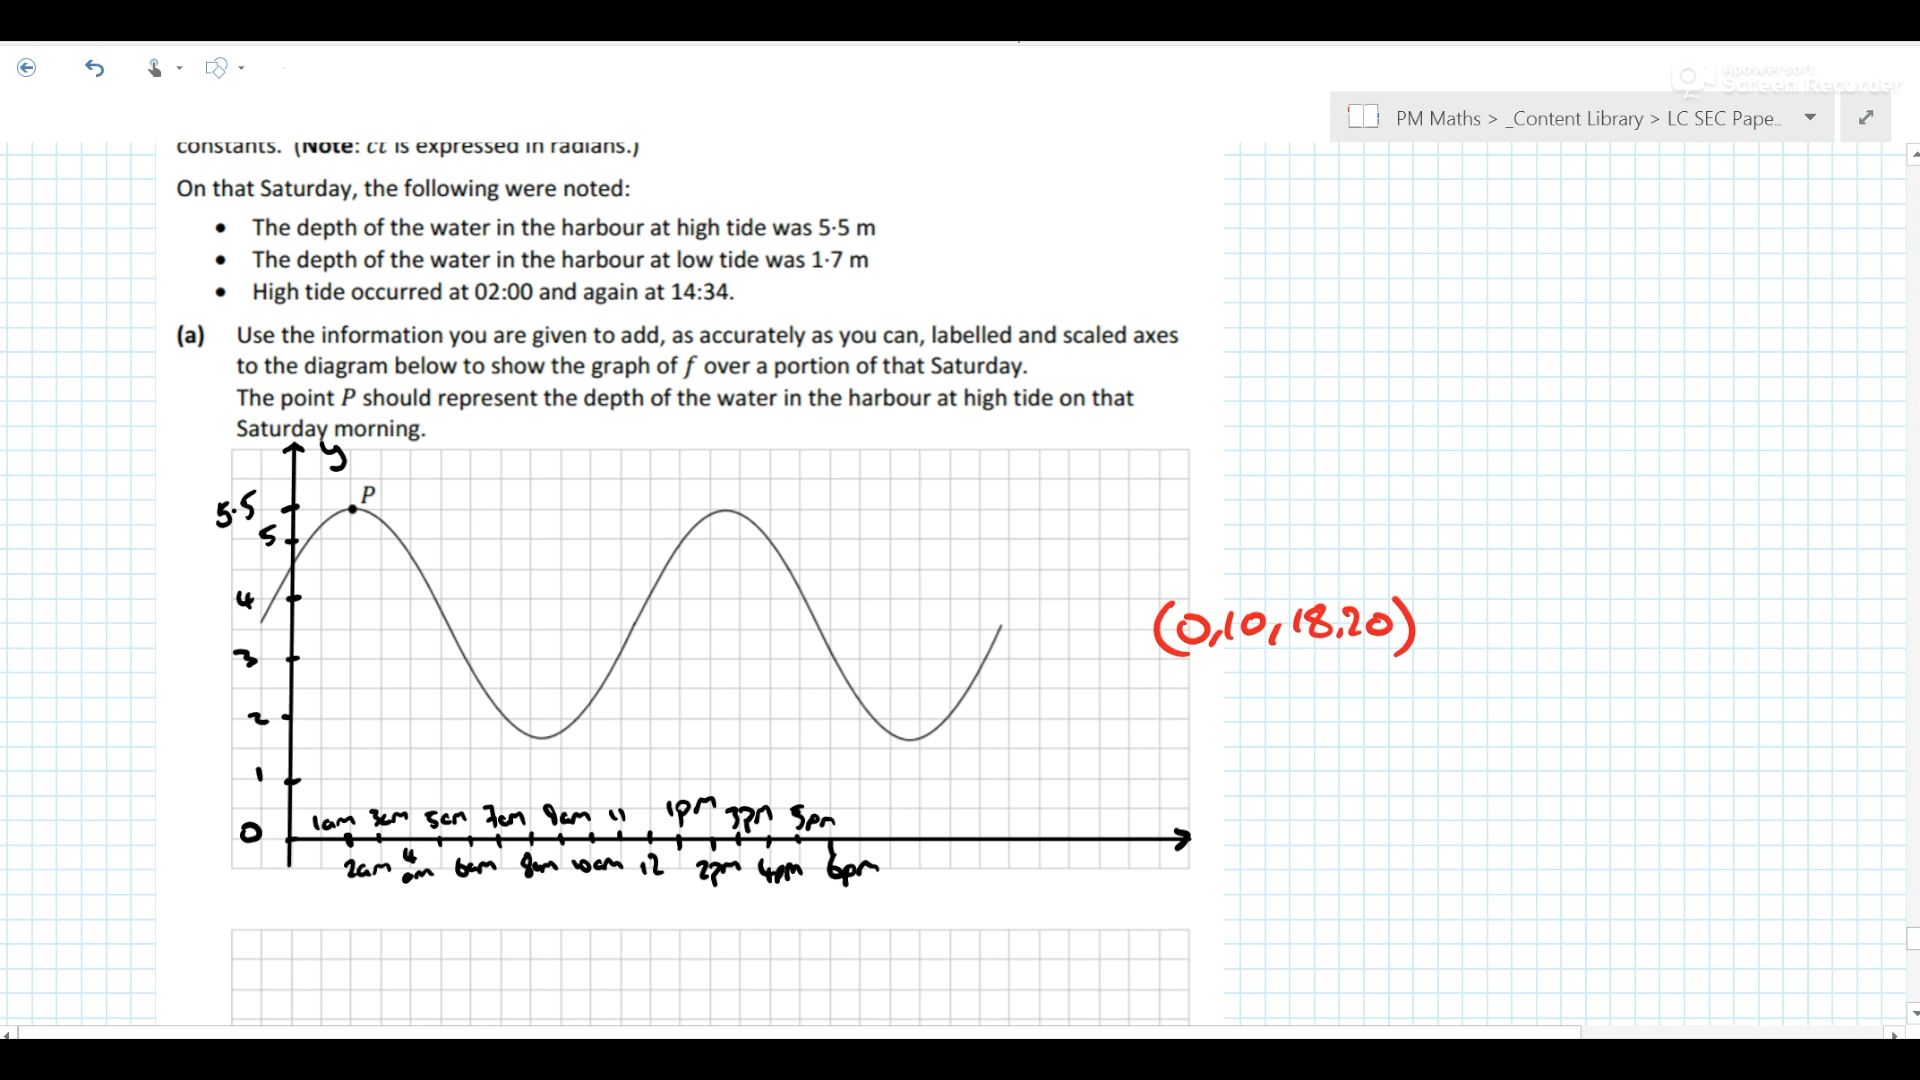 Apowersoft
Screen Recorder
PM Maths > _Content Library > LC SEC Pape...
constants. (Note: ct is expressed in radians.)
On that Saturday, the following were noted:
• The depth of the water in the harbour at high tide was 5·5 m
• The depth of the water in the harbour at low tide was 1·7 m
• High tide occurred at 02:00 and again at 14:34.
(a) Use the information you are given to add, as accurately as you can, labelled and scaled axes
to the diagram below to show the graph of f over a portion of that Saturday.
The point P should represent the depth of the water in the harbour at high tide on that
Saturday morning.
y
P
5.5
5
4
(0,10,18,20)
3
2
1
1am 3am 5am 7am 9am 11 1pm 3pm 5pm
0
2am 4am 6am 8am 10am 12 2pm 4pm 6pm